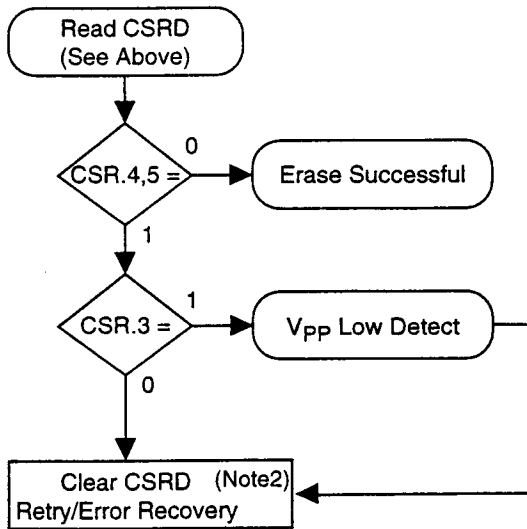 Read CSRD
(See Above)
CSR.4,5 =
0
Erase Successful
1
CSR.3 =
1
VPP Low Detect
0
Clear CSRD (Note2)
Retry/Error Recovery